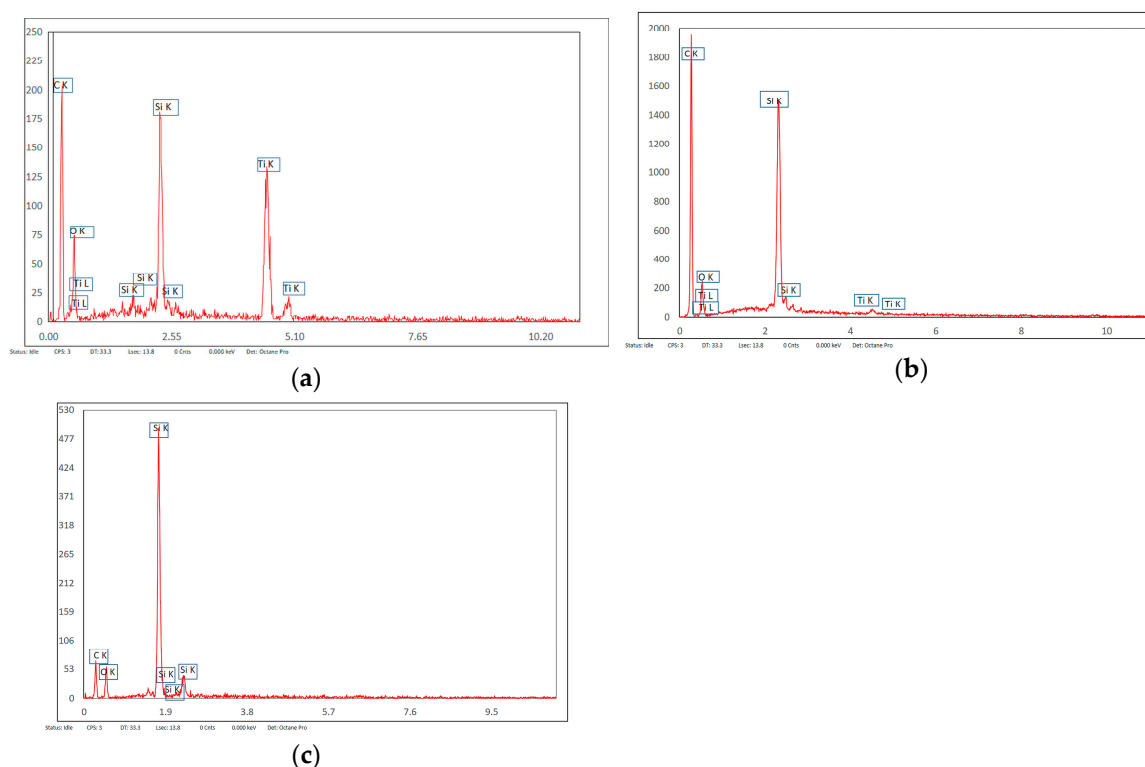 250
225
200
175
150
125
100
75
50
25
0
C K
O K
Ti L
Ti L
Si K
Si K
Si K
Si K
Ti K
Ti K
0.00 2.55 5.10 7.65 10.20
Status: Idle CPS: 3 DT: 33.3 Lsec: 13.8 0 Cnts 0.000 keV Det: Octane Pro
(a)
2000
1800
1600
1400
1200
1000
800
600
400
200
0
C K
Si K
O K
Ti L
Ti L
Si K
Ti K
Ti K
0 2 4 6 8 10
Status: Idle CPS: 3 DT: 33.3 Lsec: 13.8 0 Cnts 0.000 keV Det: Octane Pro
(b)
530
477
424
371
318
265
212
159
106
53
0
Si K
C K
O K
Si K
Si K
Si K
0 1.9 3.8 5.7 7.6 9.5
Status: Idle CPS: 3 DT: 33.3 Lsec: 13.8 0 Cnts 0.000 keV Det: Octane Pro
(c)